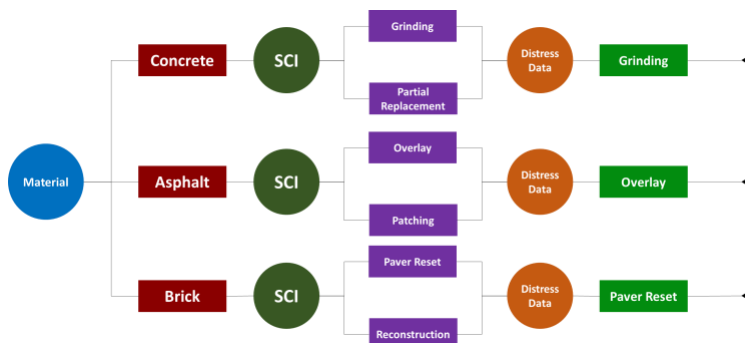 Material
Concrete
SCI
Grinding
Partial
Replacement
Distress
Data
Grinding
Asphalt
SCI
Overlay
Patching
Distress
Data
Overlay
Brick
SCI
Paver Reset
Reconstruction
Distress
Data
Paver Reset